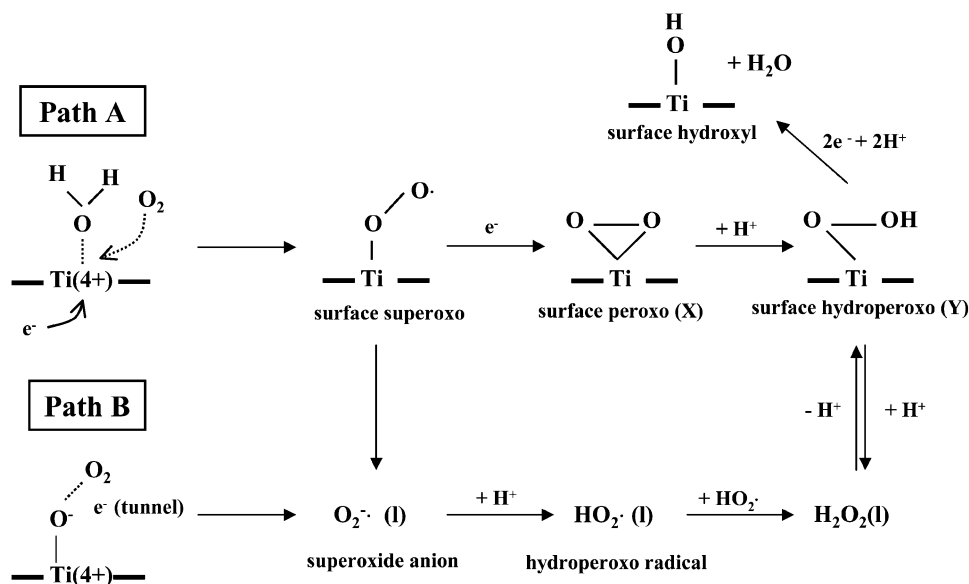 H
O
Ti
+ H₂O
surface hydroxyl
2e⁻ + 2H⁺
Path A
H H
O
O₂
Ti(4+)
e⁻
O·
O
Ti
surface superoxo
e⁻
O O
Ti
surface peroxo (X)
+ H⁺
O OH
Ti
surface hydroperoxo (Y)
- H⁺ + H⁺
Path B
O₂
O⁻ e⁻ (tunnel)
Ti(4+)
O₂⁻· (l)
superoxide anion
+ H⁺
HO₂· (l)
hydroperoxo radical
+ HO₂·
H₂O₂(l)